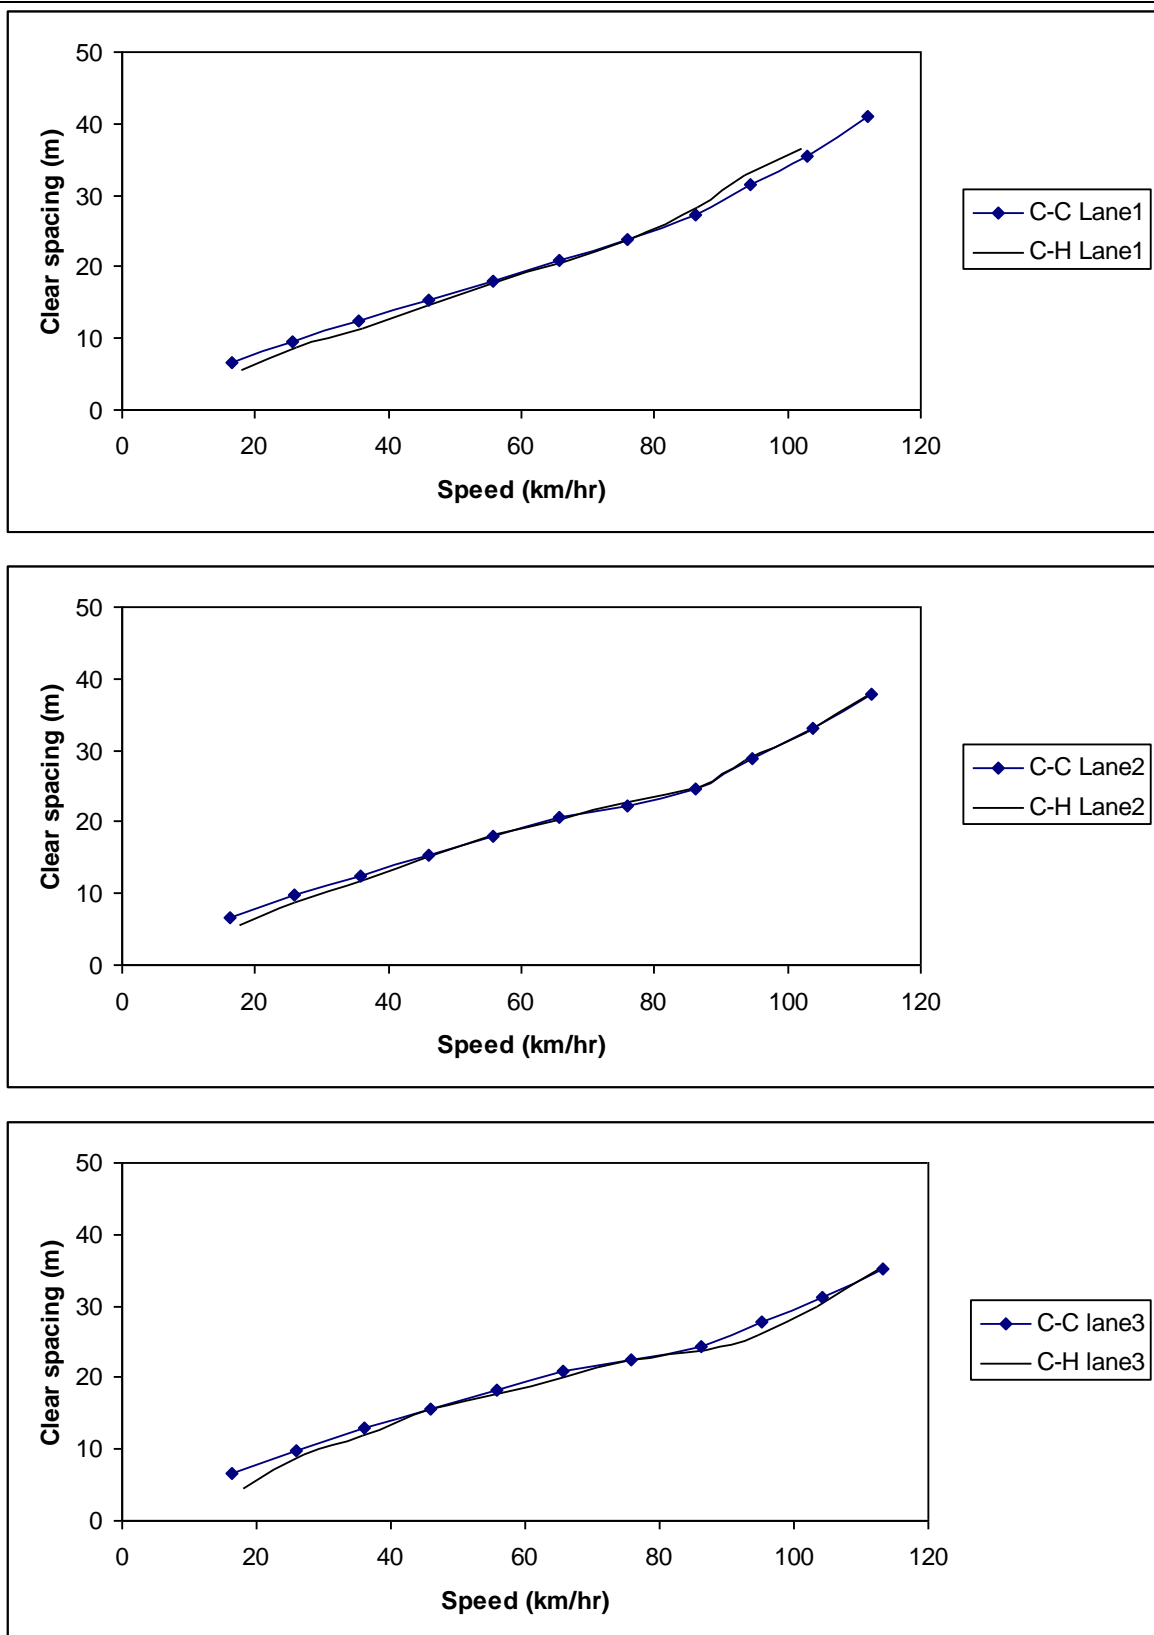 50
40
30
20
10
0
Clear spacing (m)
0 20 40 60 80 100 120
Speed (km/hr)
C-C Lane1
C-H Lane1
50
40
30
20
10
0
Clear spacing (m)
0 20 40 60 80 100 120
Speed (km/hr)
C-C Lane2
C-H Lane2
50
40
30
20
10
0
Clear spacing (m)
0 20 40 60 80 100 120
Speed (km/hr)
C-C lane3
C-H lane3